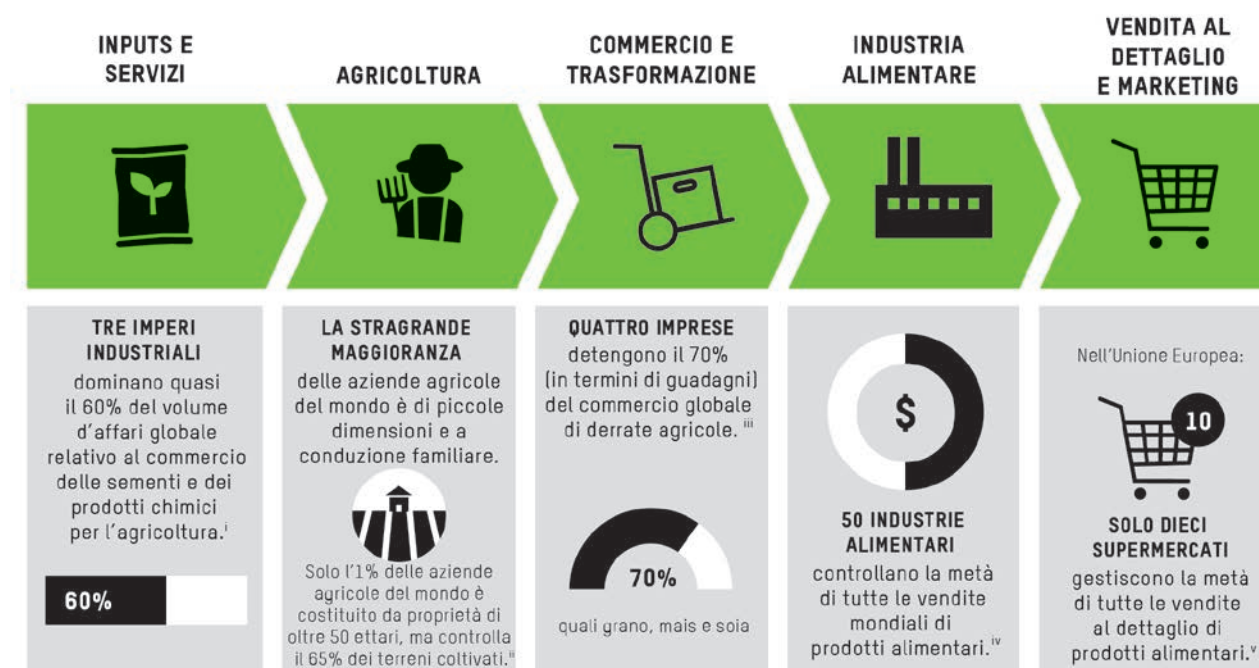 INPUTS E
SERVIZI
AGRICOLTURA
COMMERCIO E
TRASFORMAZIONE
INDUSTRIA
ALIMENTARE
VENDITA AL
DETTAGLIO
E MARKETING
TRE IMPERI
INDUSTRIALI
dominano quasi
il 60% del volume
d'affari globale
relativo al commercio
delle sementi e dei
prodotti chimici
per l'agricoltura.ⁱ
60%
LA STRAGRANDE
MAGGIORANZA
delle aziende agricole
del mondo è di piccole
dimensioni e a
conduzione familiare.
Solo l'1% delle aziende
agricole del mondo è
costituito da proprietà di
oltre 50 ettari, ma controlla
il 65% dei terreni coltivati.ⁱⁱ
QUATTRO IMPRESE
detengono il 70%
(in termini di guadagni)
del commercio globale
di derrate agricole. ⁱⁱⁱ
70%
quali grano, mais e soia
$
50 INDUSTRIE
ALIMENTARI
controllano la metà
di tutte le vendite
mondiali di
prodotti alimentari.ⁱᵛ
Nell'Unione Europea:
10
SOLO DIECI
SUPERMERCATI
gestiscono la metà
di tutte le vendite
al dettaglio di
prodotti alimentari.ᵛ